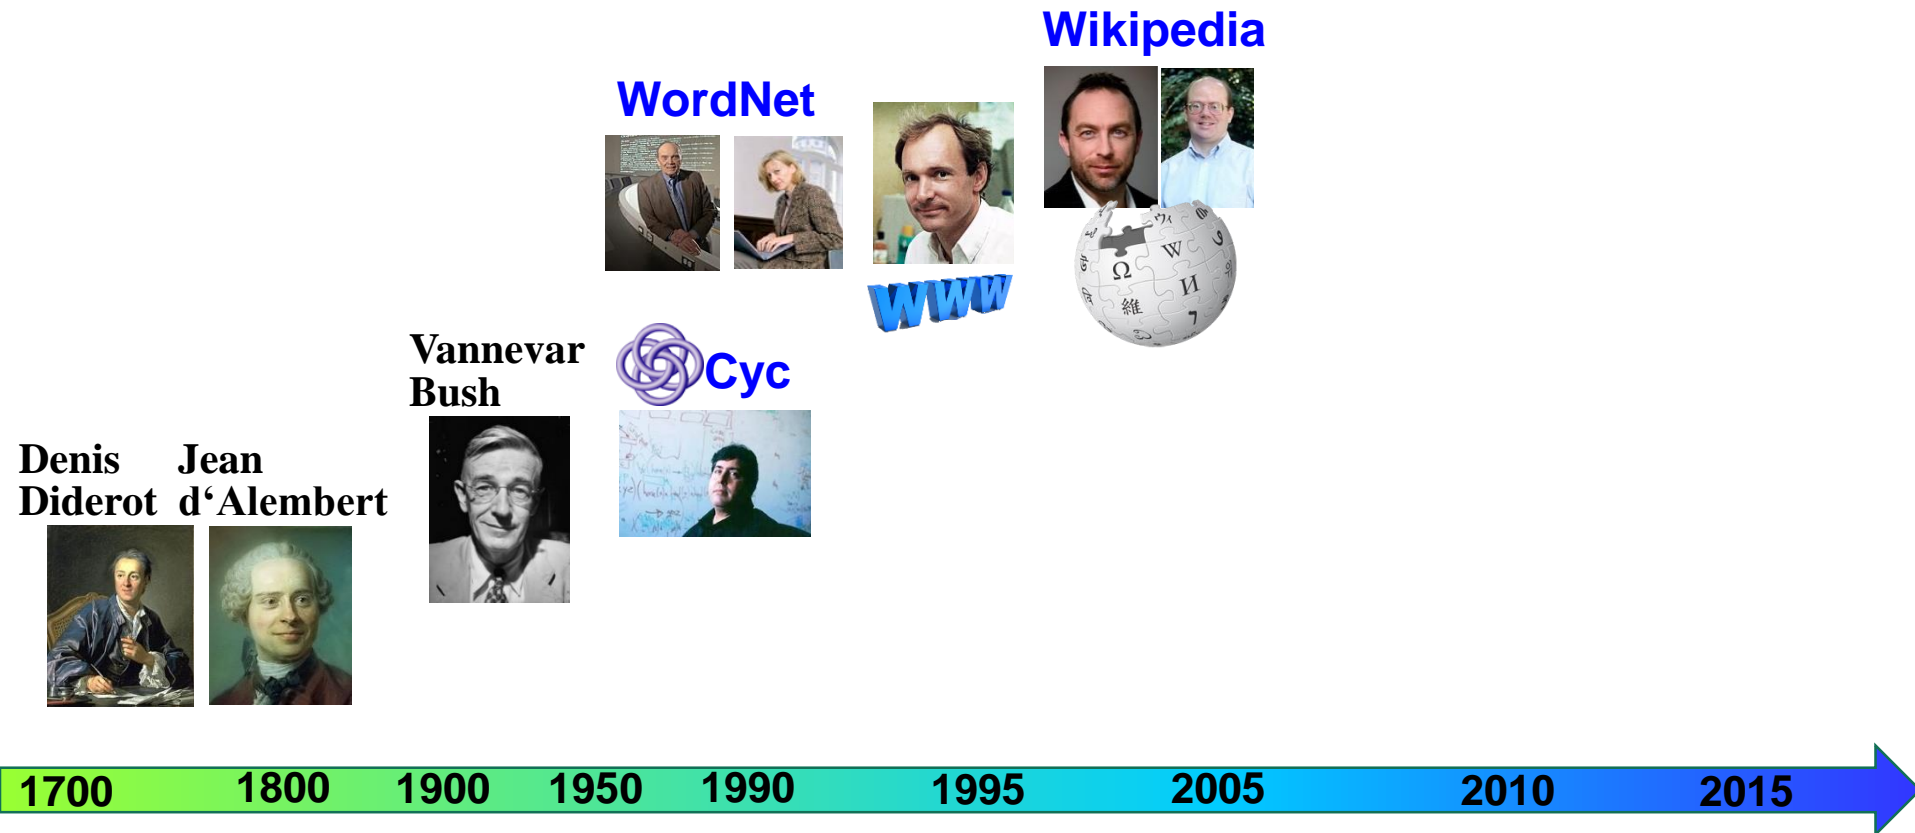 Wikipedia
WordNet
WWW
Ω W И 維
Vannevar
Bush
Cyc
Denis Jean
Diderot d‘Alembert
1700 1800 1900 1950 1990 1995 2005 2010 2015